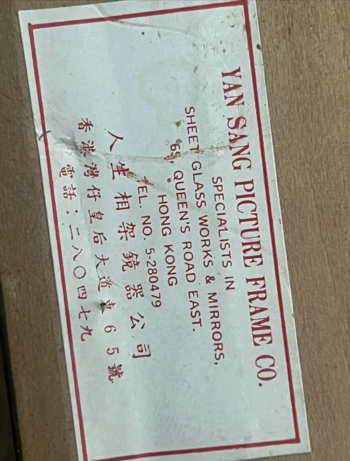 YAN SANG PICTURE FRAME CO.
SPECIALISTS IN
SHEET GLASS WORKS & MIRRORS,
65, QUEEN'S ROAD EAST.
HONG KONG
TEL. NO. 5-280479
人生相架鏡器公司
香港灣仔皇后大道東65號
電話：二八〇四七九